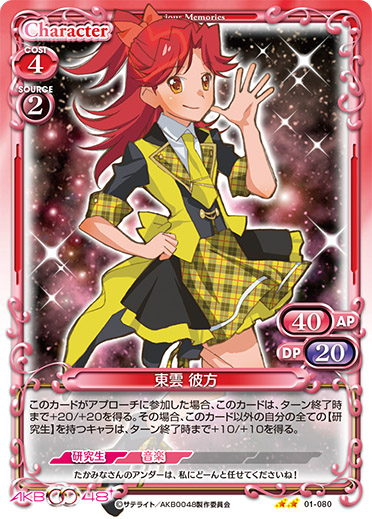 ious Memories
Character
COST
4
SOURCE
2
40 AP
DP 20
東雲 彼方
このカードがアプローチに参加した場合、このカードは、ターン終了時
まで+20/+20を得る。その場合、このカード以外の自分の全ての【研
究生】を持つキャラは、ターン終了時まで+10/+10を得る。
研究生 音楽
たかみなさんのアンダーは、私にどーんと任せてくださいね!
AKB0048 ©サテライト/AKB0048製作委員会 01-080